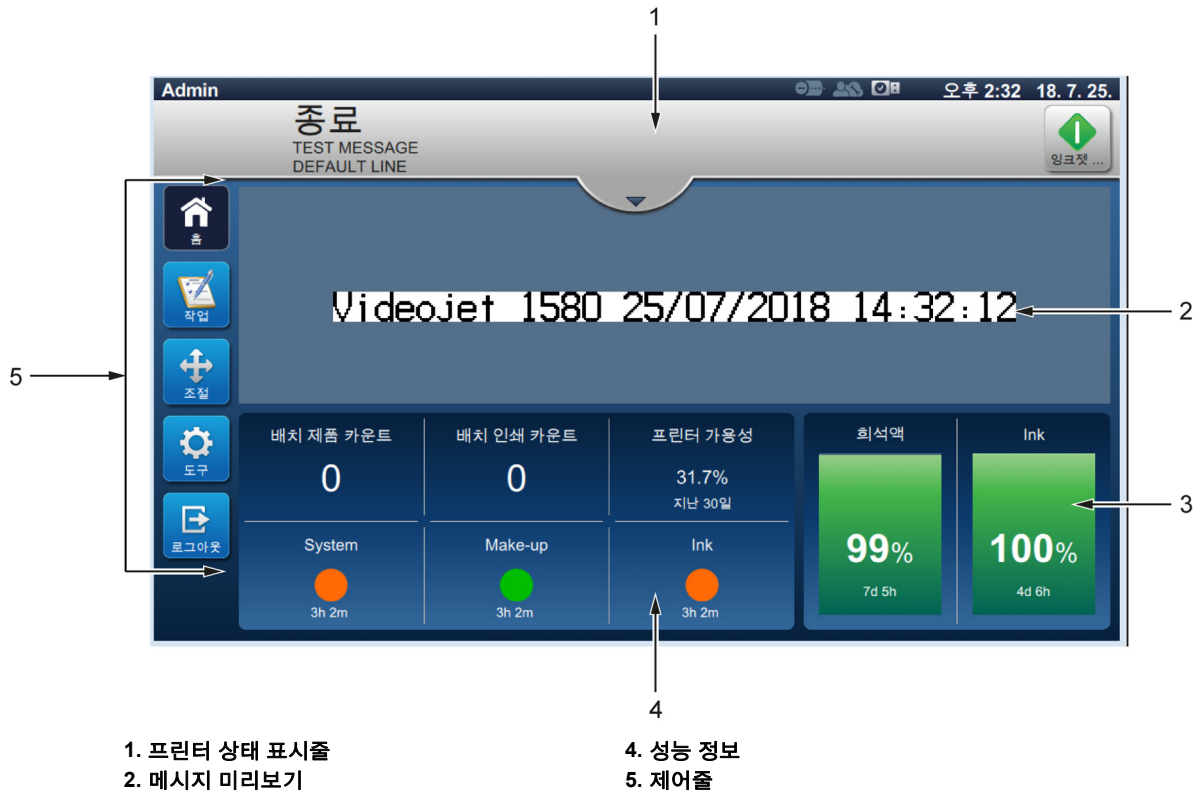 1
Admin
오후 2:32 18. 7. 25.
종료
TEST MESSAGE
DEFAULT LINE
잉크젯 ...
홈
작업
조절
도구
로그아웃
Videojet 1580 25/07/2018 14:32:12
2
5
배치 제품 카운트
0
배치 인쇄 카운트
0
프린터 가용성
31.7%
지난 30일
System
3h 2m
Make-up
3h 2m
Ink
3h 2m
희석액
99%
7d 5h
Ink
100%
4d 6h
3
4
1. 프린터 상태 표시줄
2. 메시지 미리보기
4. 성능 정보
5. 제어줄